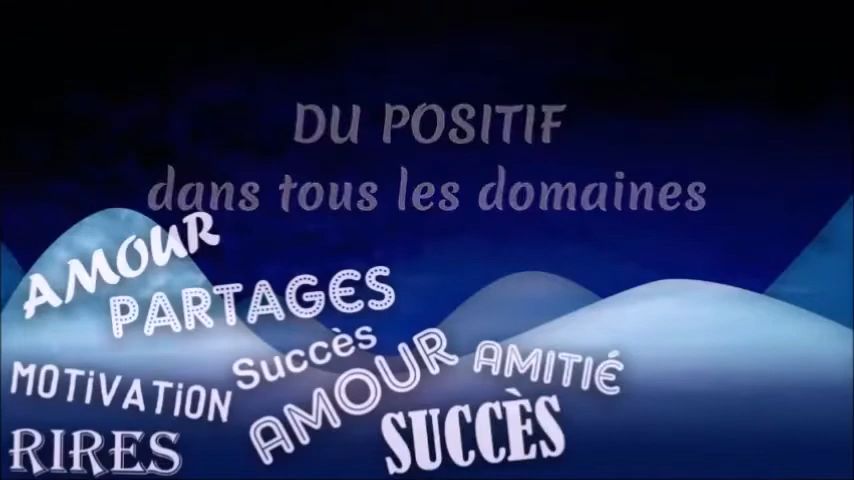 DU POSITIF
dans tous les domaines
AMOUR
PARTAGES
Succès
AMITIÉ
MOTiVATiON
AMOUR
SUCCÈS
RIRES